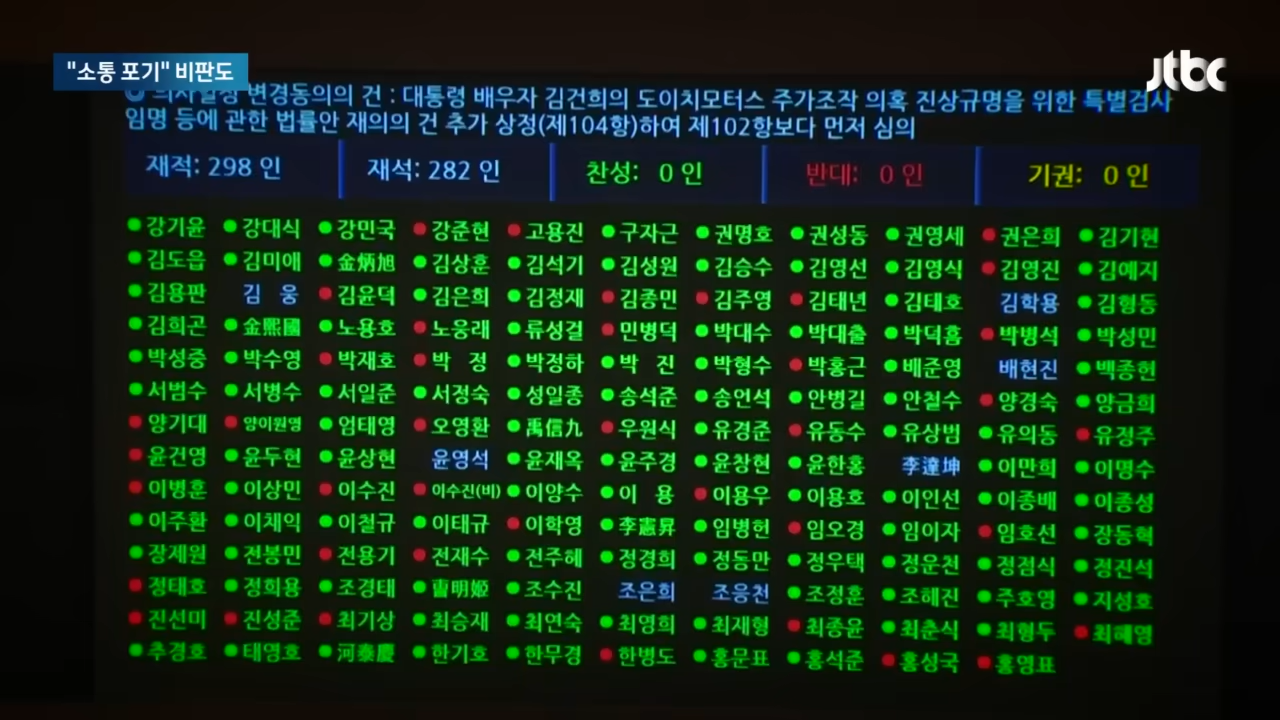 "소통 포기" 비판도
jtbc
의사일정 변경동의의 건 : 대통령 배우자 김건희의 도이치모터스 주가조작 의혹 진상규명을 위한 특별검사
임명 등에 관한 법률안 재의의 건 추가 상정(제104항)하여 제102항보다 먼저 심의
재적: 298 인 재석: 282 인 찬성: 0 인 반대: 0 인 기권: 0 인
강기윤 강대식 강민국 강준현 고용진 구자근 권명호 권성동 권영세 권은희 김기현
김도읍 김미애 金炳旭 김상훈 김석기 김성원 김승수 김영선 김영식 김영진 김예지
김용판 김 웅 김윤덕 김은희 김정재 김종민 김주영 김태년 김태호 김학용 김형동
김희곤 金熙國 노용호 노웅래 류성걸 민병덕 박대수 박대출 박덕흠 박병석 박성민
박성중 박수영 박재호 박 정 박정하 박 진 박형수 박홍근 배준영 배현진 백종헌
서범수 서병수 서일준 서정숙 성일종 송석준 송언석 안병길 안철수 양경숙 양금희
양기대 양이원영 엄태영 오영환 禹信九 우원식 유경준 유동수 유상범 유의동 유정주
윤건영 윤두현 윤상현 윤영석 윤재옥 윤주경 윤창현 윤한홍 李達坤 이만희 이명수
이병훈 이상민 이수진 이수진(비) 이양수 이 용 이용우 이용호 이인선 이종배 이종성
이주환 이채익 이철규 이태규 이학영 李憲昇 임병헌 임오경 임이자 임호선 장동혁
장제원 전봉민 전용기 전재수 전주혜 정경희 정동만 정우택 정운천 정점식 정진석
정태호 정희용 조경태 曺明姬 조수진 조은희 조응천 조정훈 조해진 주호영 지성호
진선미 진성준 최기상 최승재 최연숙 최영희 최재형 최종윤 최춘식 최형두 최혜영
추경호 태영호 河泰慶 한기호 한무경 한병도 홍문표 홍석준 홍성국 홍영표